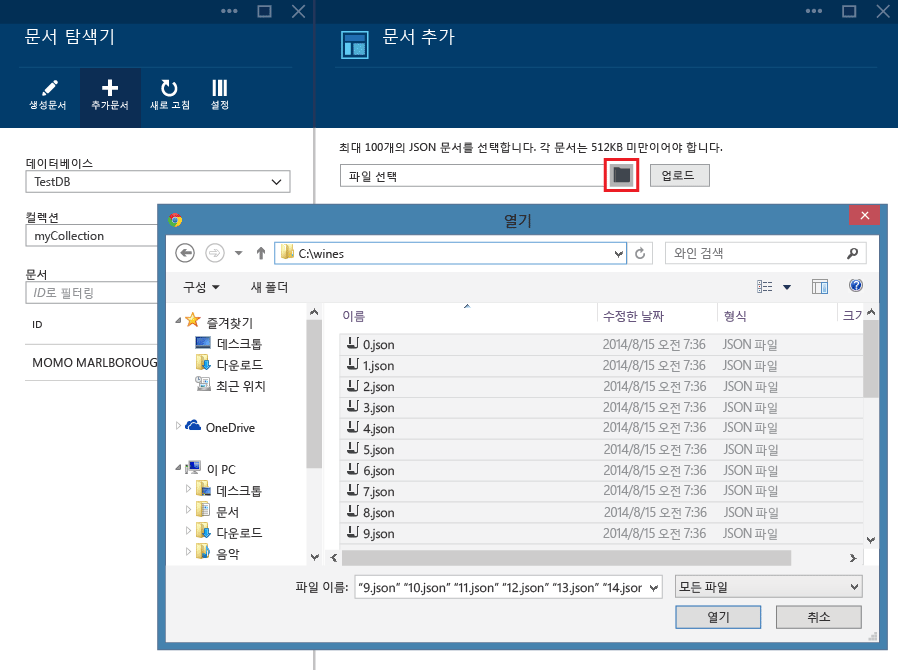 문서 탐색기
문서 추가
생성문서
추가문서
새로 고침
설정
최대 100개의 JSON 문서를 선택합니다. 각 문서는 512KB 미만이어야 합니다.
파일 선택
업로드
데이터베이스
TestDB
컬렉션
myCollection
문서
ID로 필터링
ID
MOMO MARLBOROUG
열기
C:\wines
와인 검색
구성
새 폴더
즐겨찾기
데스크톱
다운로드
최근 위치
OneDrive
이 PC
데스크톱
문서
다운로드
음악
이름 수정한 날짜 형식 크기
0.json 2014/8/15 오전 7:36 JSON 파일
1.json 2014/8/15 오전 7:36 JSON 파일
2.json 2014/8/15 오전 7:36 JSON 파일
3.json 2014/8/15 오전 7:36 JSON 파일
4.json 2014/8/15 오전 7:36 JSON 파일
5.json 2014/8/15 오전 7:36 JSON 파일
6.json 2014/8/15 오전 7:36 JSON 파일
7.json 2014/8/15 오전 7:36 JSON 파일
8.json 2014/8/15 오전 7:36 JSON 파일
9.json 2014/8/15 오전 7:36 JSON 파일
파일 이름: "9.json" "10.json" "11.json" "12.json" "13.json" "14.jsor
모든 파일
열기
취소